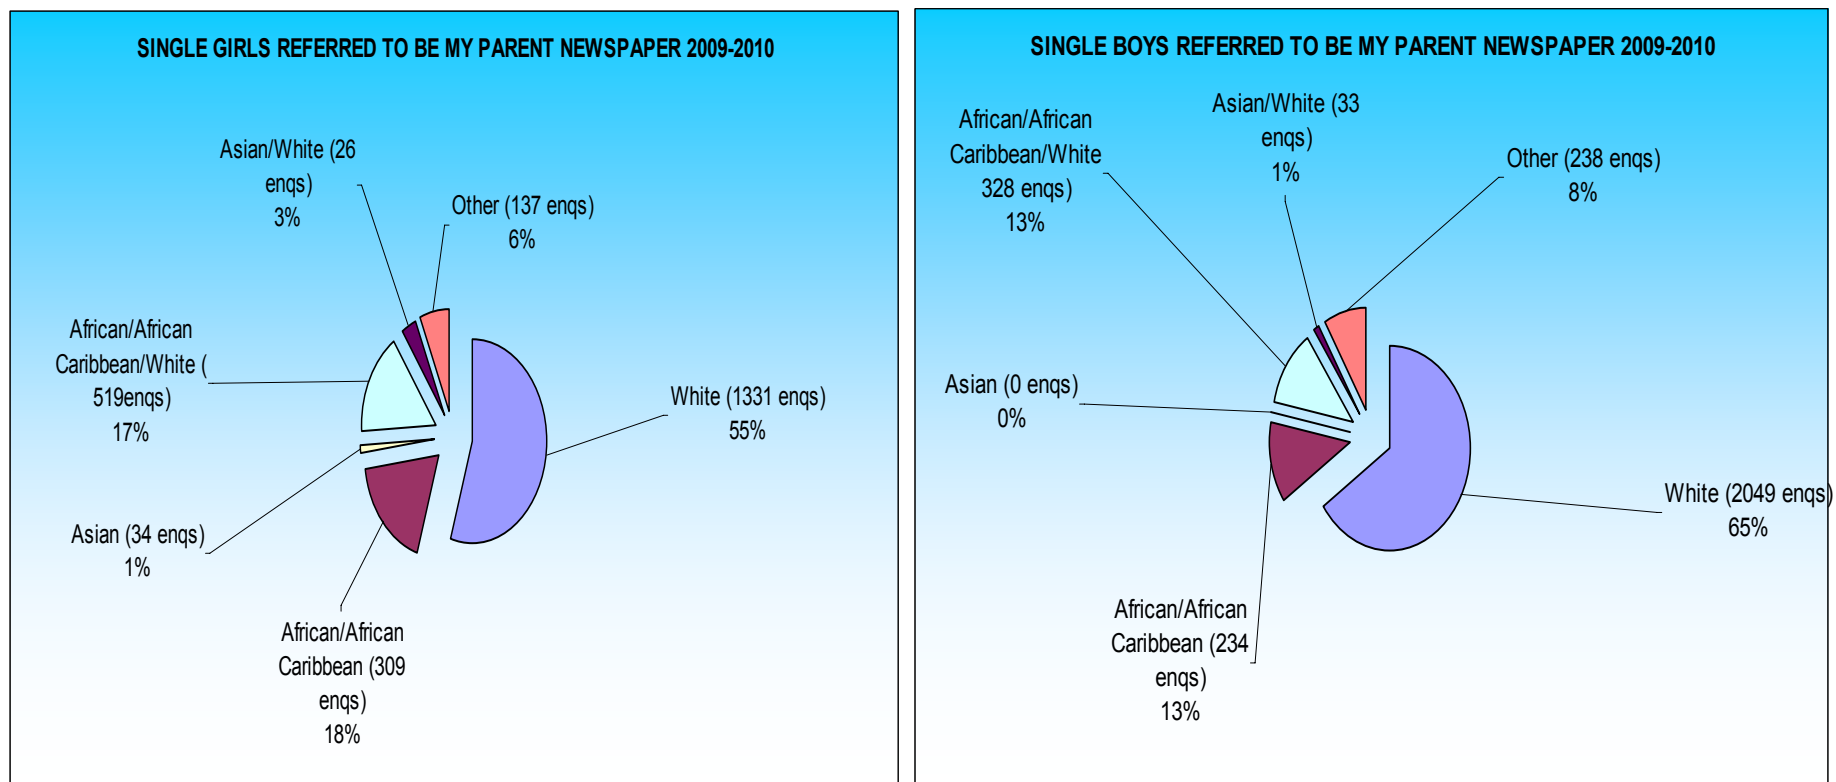 SINGLE GIRLS REFERRED TO BE MY PARENT NEWSPAPER 2009-2010
Asian/White (26
enqs)
3%
Other (137 enqs)
6%
African/African
Caribbean/White (
519enqs)
17%
White (1331 enqs)
55%
Asian (34 enqs)
1%
African/African
Caribbean (309
enqs)
18%
SINGLE BOYS REFERRED TO BE MY PARENT NEWSPAPER 2009-2010
African/African
Caribbean/White
328 enqs)
13%
Asian/White (33
enqs)
1%
Other (238 enqs)
8%
Asian (0 enqs)
0%
White (2049 enqs)
65%
African/African
Caribbean (234
enqs)
13%